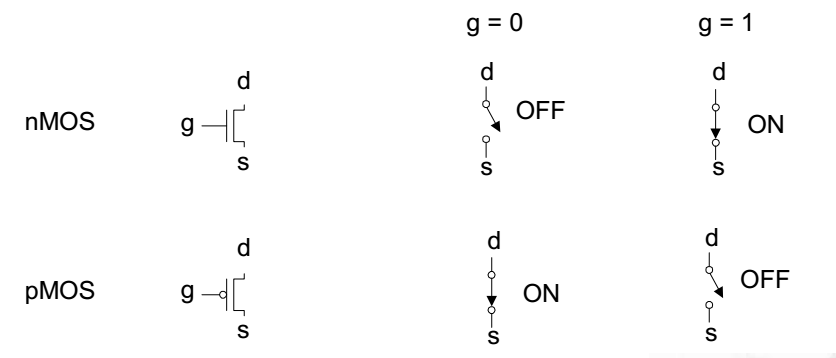 g = 0 g = 1
d d d
nMOS g OFF ON
s s s
d d d
pMOS g ON OFF
s s s